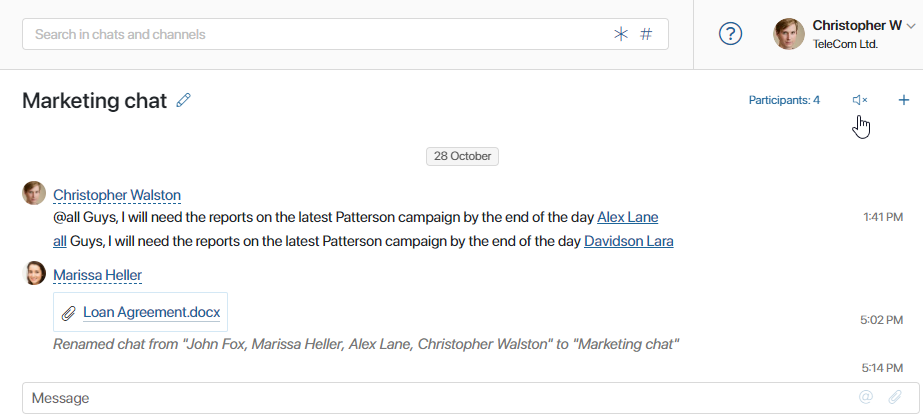 Search in chats and channels * #
? Christopher W
TeleCom Ltd.
Marketing chat
Participants: 4
+
28 October
Christopher Walston
@all Guys, I will need the reports on the latest Patterson campaign by the end of the day Alex Lane 1:41 PM
all Guys, I will need the reports on the latest Patterson campaign by the end of the day Davidson Lara
Marissa Heller
Loan Agreement.docx 5:02 PM
Renamed chat from "John Fox, Marissa Heller, Alex Lane, Christopher Walston" to "Marketing chat"
5:14 PM
Message @